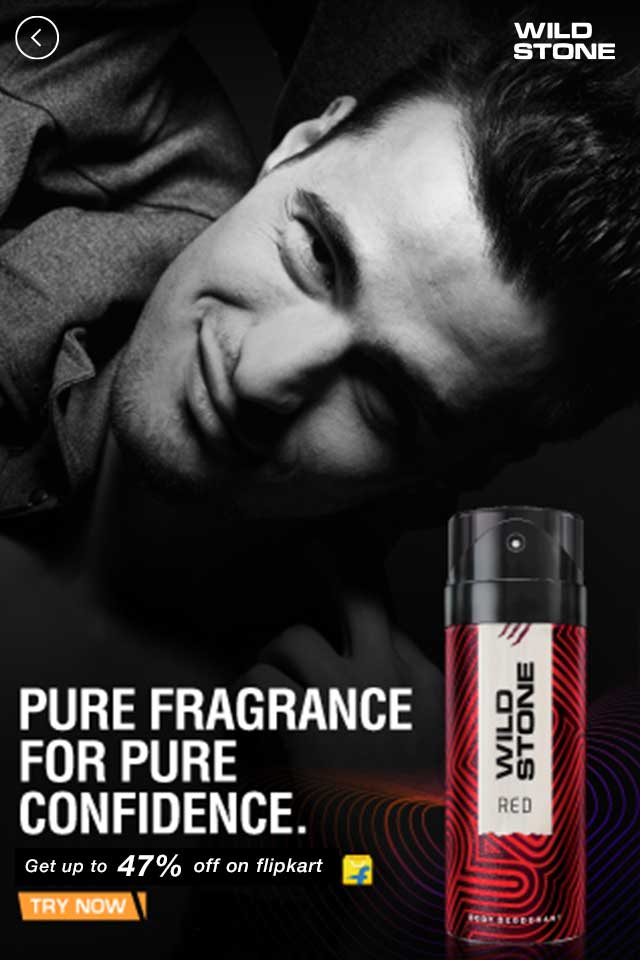 WILD
STONE
PURE FRAGRANCE
FOR PURE
CONFIDENCE.
Get up to 47% off on flipkart
TRY NOW
WILD
STONE
RED
BODY DEODORANT